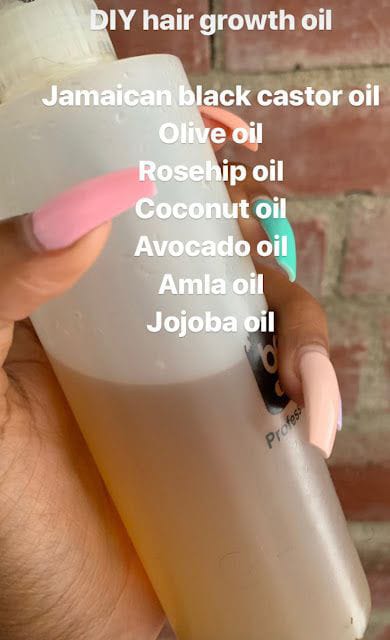 DIY hair growth oil
Jamaican black castor oil
Olive oil
Rosehip oil
Coconut oil
Avocado oil
Amla oil
Jojoba oil